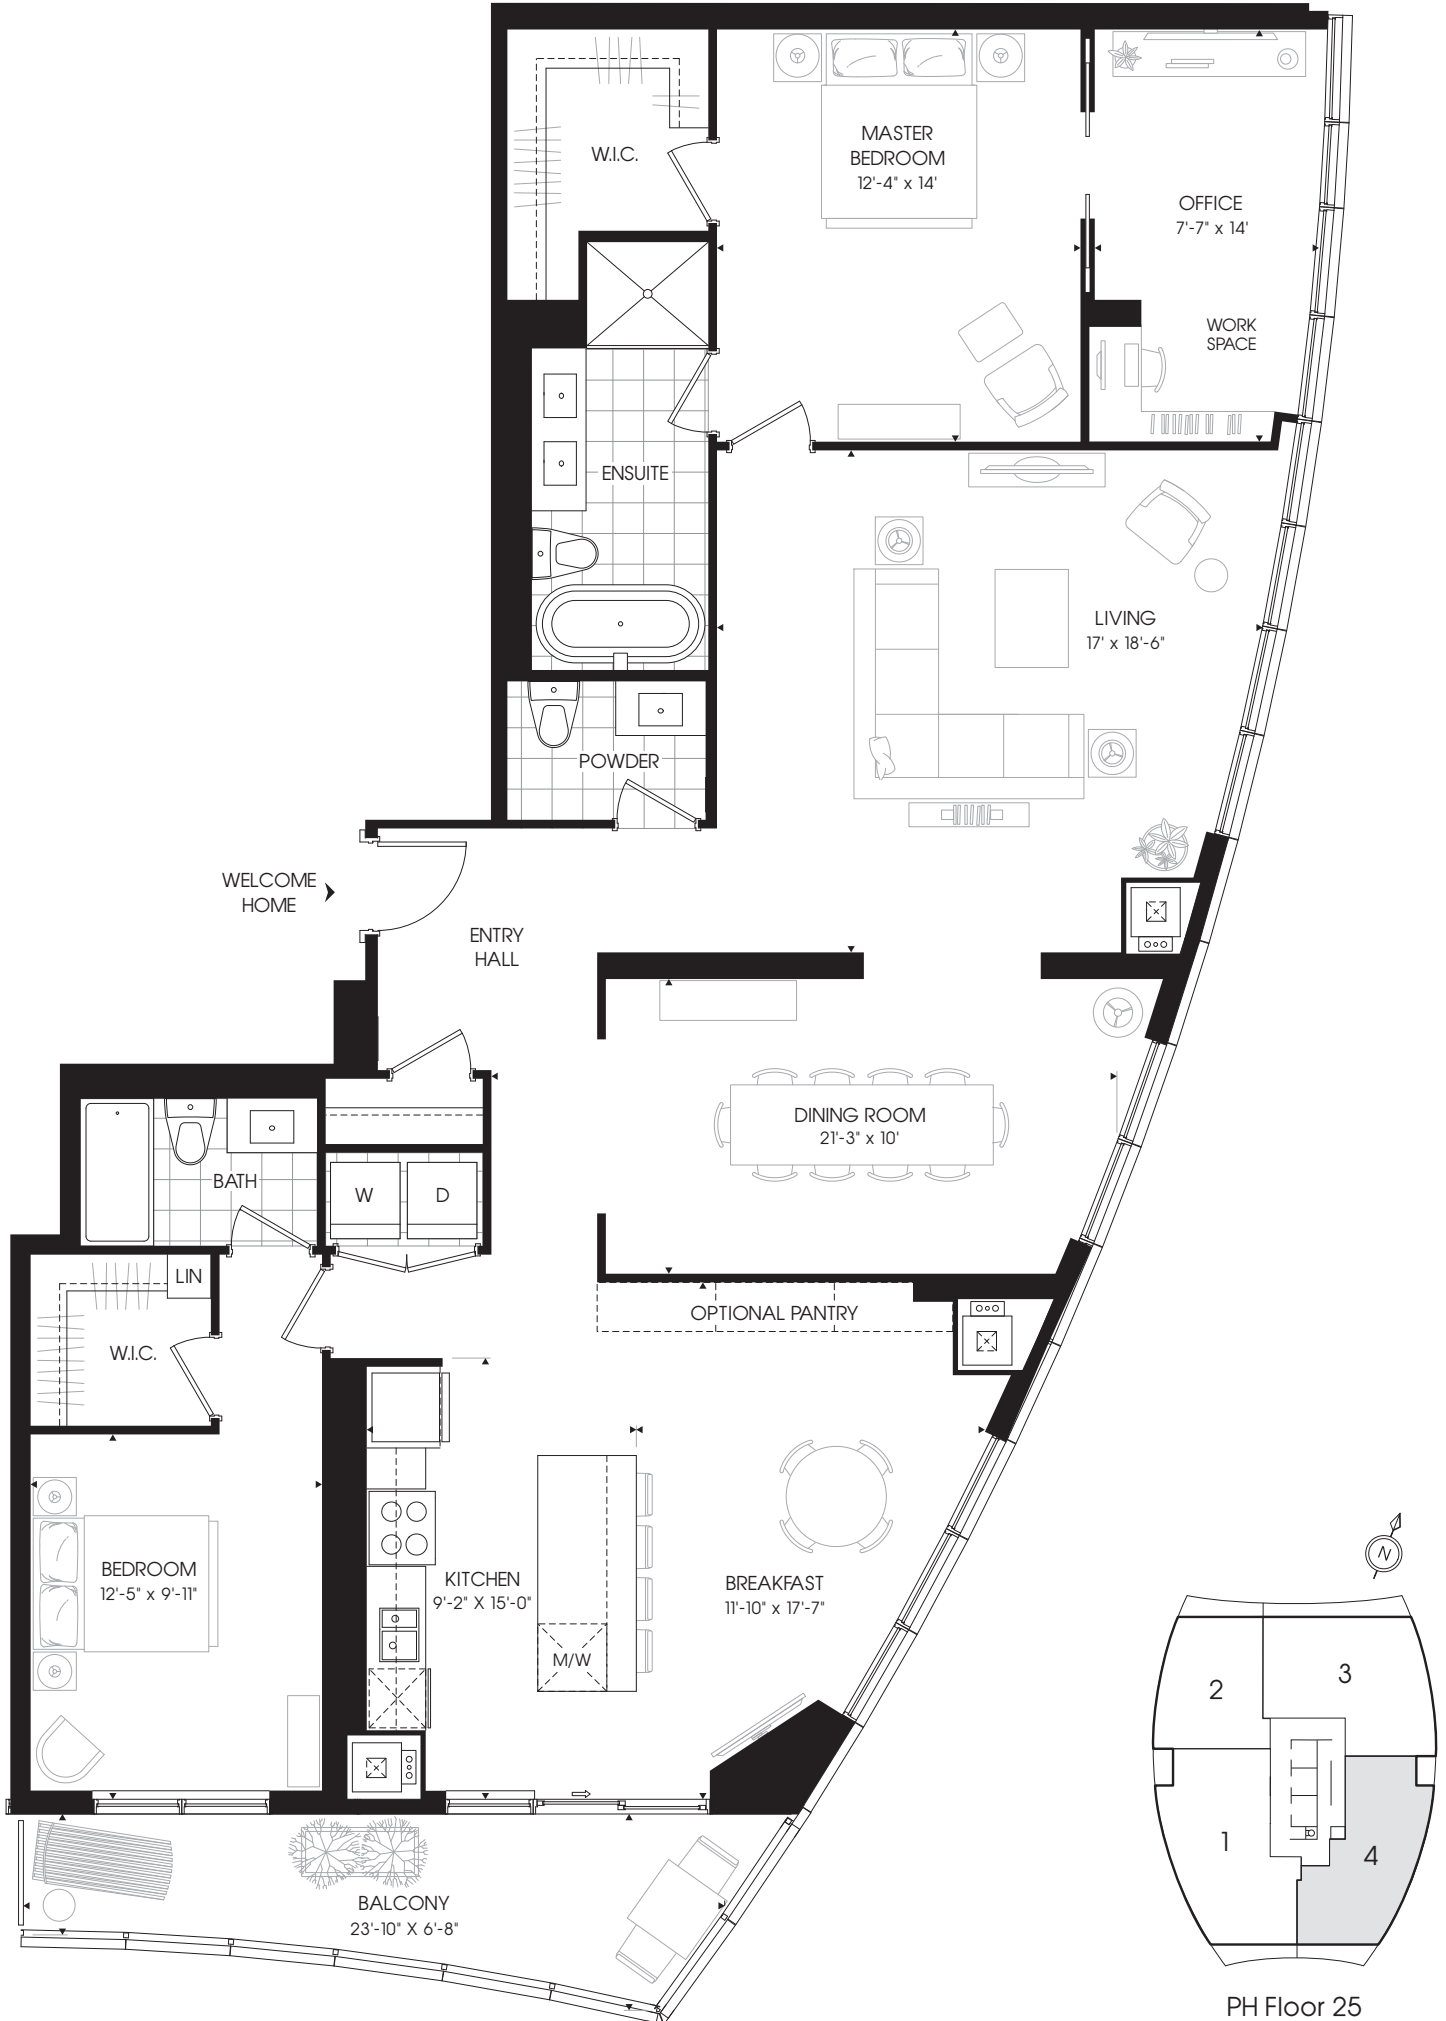 W.I.C.
MASTER
BEDROOM
12'-4" x 14'
OFFICE
7'-7" x 14'
WORK
SPACE
ENSUITE
LIVING
17' x 18'-6"
POWDER
WELCOME
HOME
ENTRY
HALL
DINING ROOM
21'-3" x 10'
BATH
W
D
LIN
W.I.C.
OPTIONAL PANTRY
BEDROOM
12'-5" x 9'-11"
KITCHEN
9'-2" X 15'-0"
M/W
BREAKFAST
11'-10" x 17'-7"
BALCONY
23'-10" X 6'-8"
N
2
3
1
4
PH Floor 25